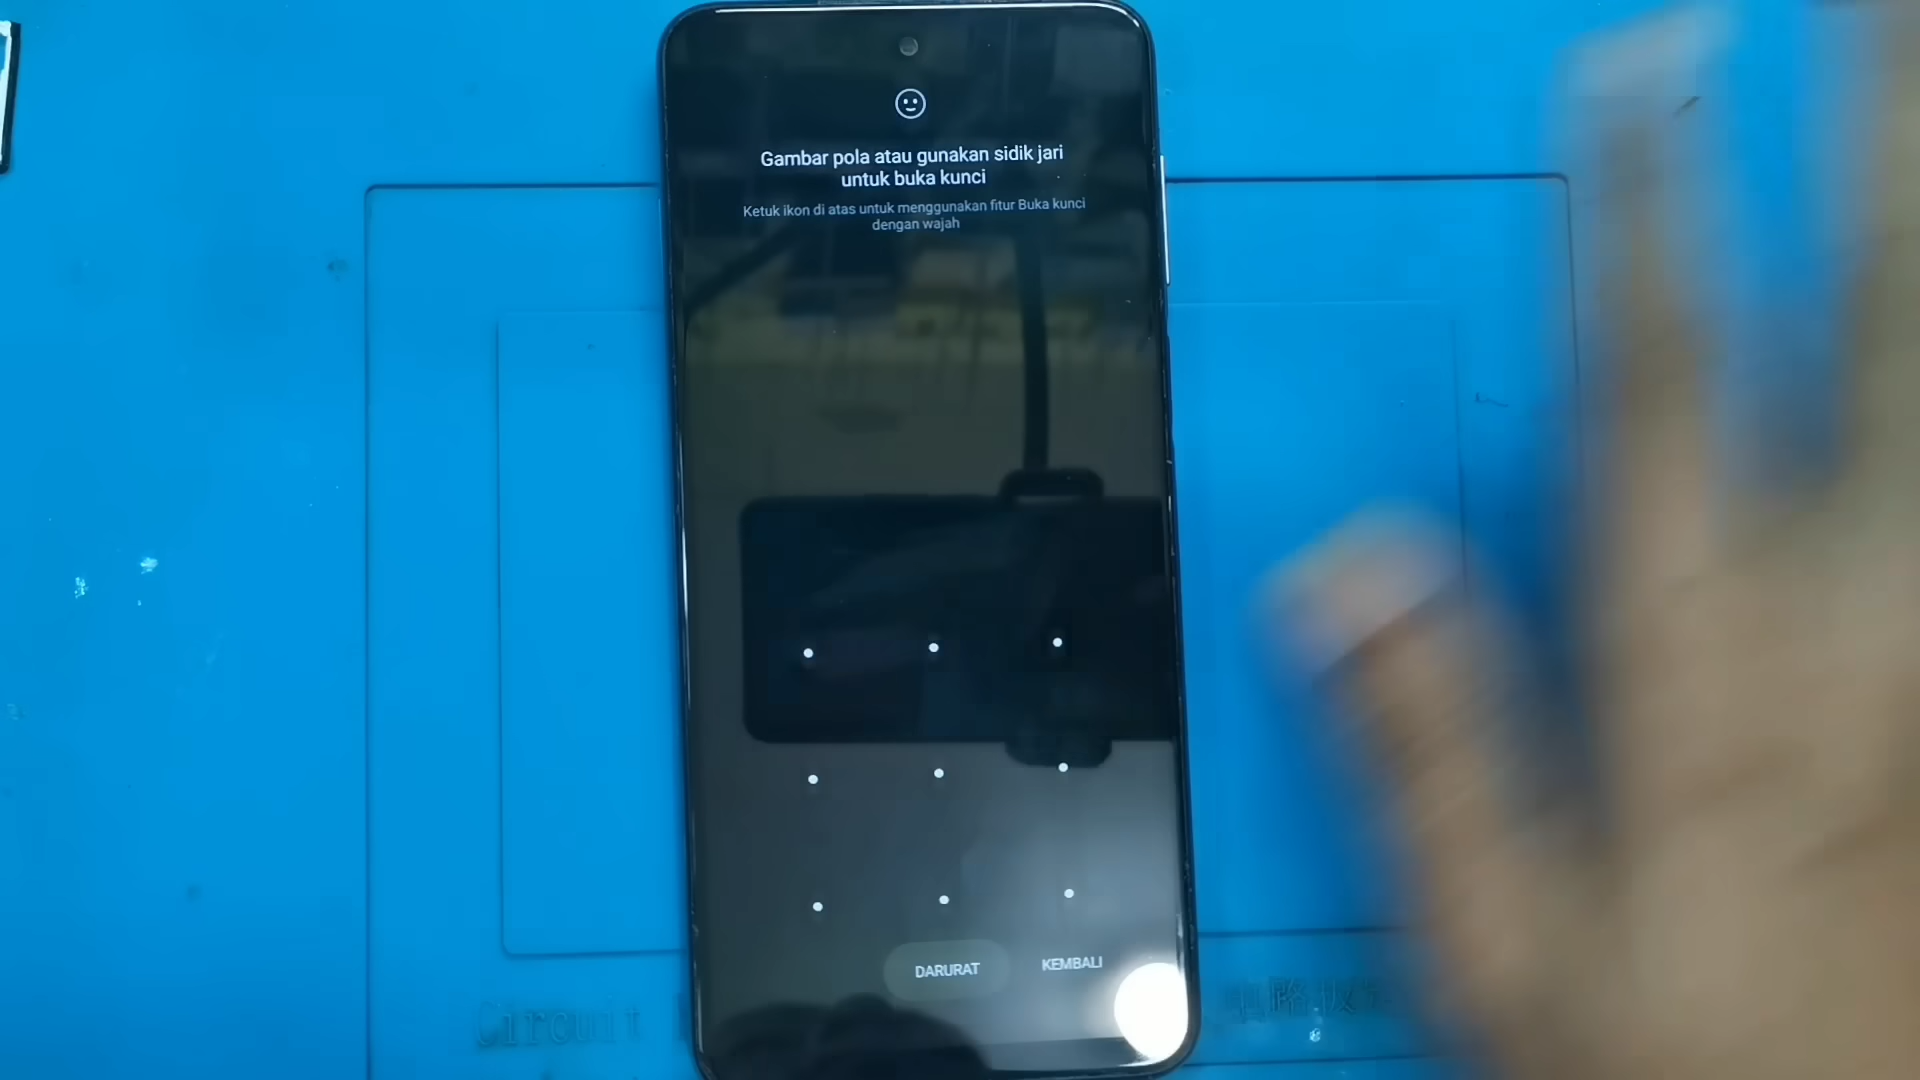 Gambar pola atau gunakan sidik jari
untuk buka kunci
Ketuk ikon di atas untuk menggunakan fitur Buka kunci
dengan wajah
DARURAT
KEMBALI
Circuit